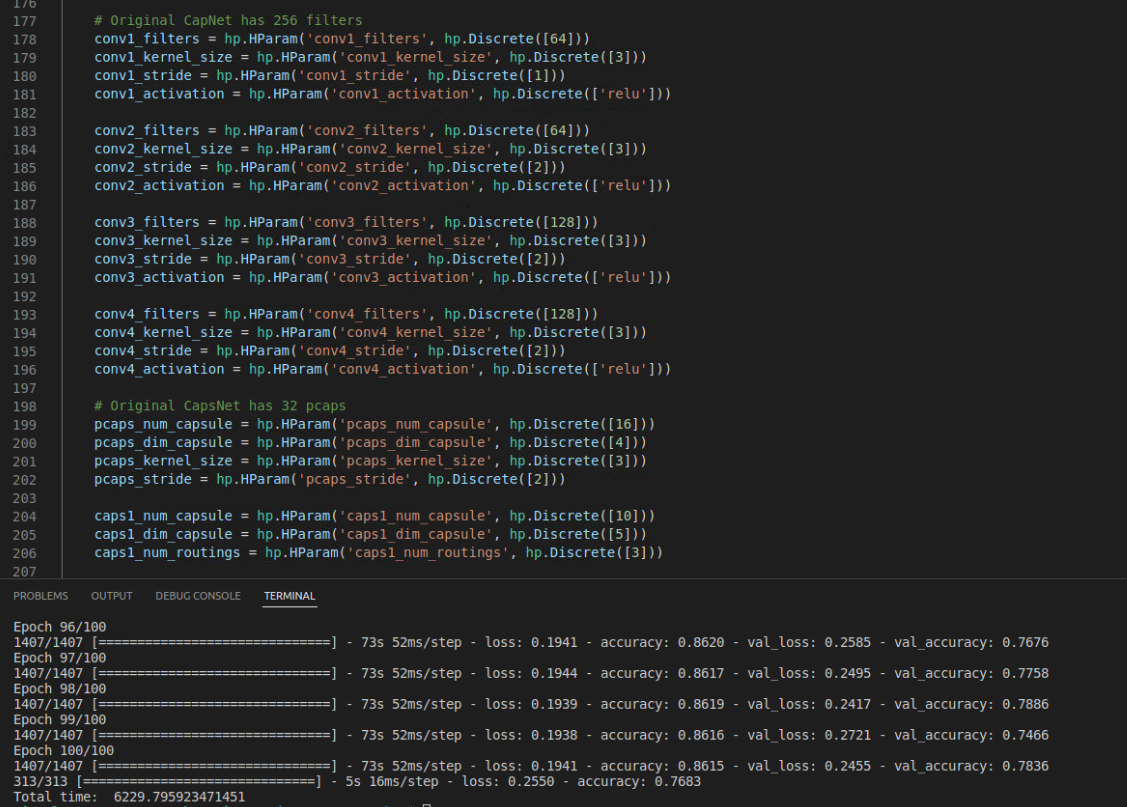 176
177 # Original CapNet has 256 filters
178 conv1_filters = hp.HParam('conv1_filters', hp.Discrete([64]))
179 conv1_kernel_size = hp.HParam('conv1_kernel_size', hp.Discrete([3]))
180 conv1_stride = hp.HParam('conv1_stride', hp.Discrete([1]))
181 conv1_activation = hp.HParam('conv1_activation', hp.Discrete(['relu']))
182
183 conv2_filters = hp.HParam('conv2_filters', hp.Discrete([64]))
184 conv2_kernel_size = hp.HParam('conv2_kernel_size', hp.Discrete([3]))
185 conv2_stride = hp.HParam('conv2_stride', hp.Discrete([2]))
186 conv2_activation = hp.HParam('conv2_activation', hp.Discrete(['relu']))
187
188 conv3_filters = hp.HParam('conv3_filters', hp.Discrete([128]))
189 conv3_kernel_size = hp.HParam('conv3_kernel_size', hp.Discrete([3]))
190 conv3_stride = hp.HParam('conv3_stride', hp.Discrete([2]))
191 conv3_activation = hp.HParam('conv3_activation', hp.Discrete(['relu']))
192
193 conv4_filters = hp.HParam('conv4_filters', hp.Discrete([128]))
194 conv4_kernel_size = hp.HParam('conv4_kernel_size', hp.Discrete([3]))
195 conv4_stride = hp.HParam('conv4_stride', hp.Discrete([2]))
196 conv4_activation = hp.HParam('conv4_activation', hp.Discrete(['relu']))
197
198 # Original CapsNet has 32 pcaps
199 pcaps_num_capsule = hp.HParam('pcaps_num_capsule', hp.Discrete([16]))
200 pcaps_dim_capsule = hp.HParam('pcaps_dim_capsule', hp.Discrete([4]))
201 pcaps_kernel_size = hp.HParam('pcaps_kernel_size', hp.Discrete([3]))
202 pcaps_stride = hp.HParam('pcaps_stride', hp.Discrete([2]))
203
204 caps1_num_capsule = hp.HParam('caps1_num_capsule', hp.Discrete([10]))
205 caps1_dim_capsule = hp.HParam('caps1_dim_capsule', hp.Discrete([5]))
206 caps1_num_routings = hp.HParam('caps1_num_routings', hp.Discrete([3]))
207
PROBLEMS OUTPUT DEBUG CONSOLE TERMINAL
Epoch 96/100
1407/1407 [==============================] - 73s 52ms/step - loss: 0.1941 - accuracy: 0.8620 - val_loss: 0.2585 - val_accuracy: 0.7676
Epoch 97/100
1407/1407 [==============================] - 73s 52ms/step - loss: 0.1944 - accuracy: 0.8617 - val_loss: 0.2495 - val_accuracy: 0.7758
Epoch 98/100
1407/1407 [==============================] - 73s 52ms/step - loss: 0.1939 - accuracy: 0.8619 - val_loss: 0.2417 - val_accuracy: 0.7886
Epoch 99/100
1407/1407 [==============================] - 73s 52ms/step - loss: 0.1938 - accuracy: 0.8616 - val_loss: 0.2721 - val_accuracy: 0.7466
Epoch 100/100
1407/1407 [==============================] - 73s 52ms/step - loss: 0.1941 - accuracy: 0.8615 - val_loss: 0.2455 - val_accuracy: 0.7836
313/313 [==============================] - 5s 16ms/step - loss: 0.2550 - accuracy: 0.7683
Total time:  6229.795923471451